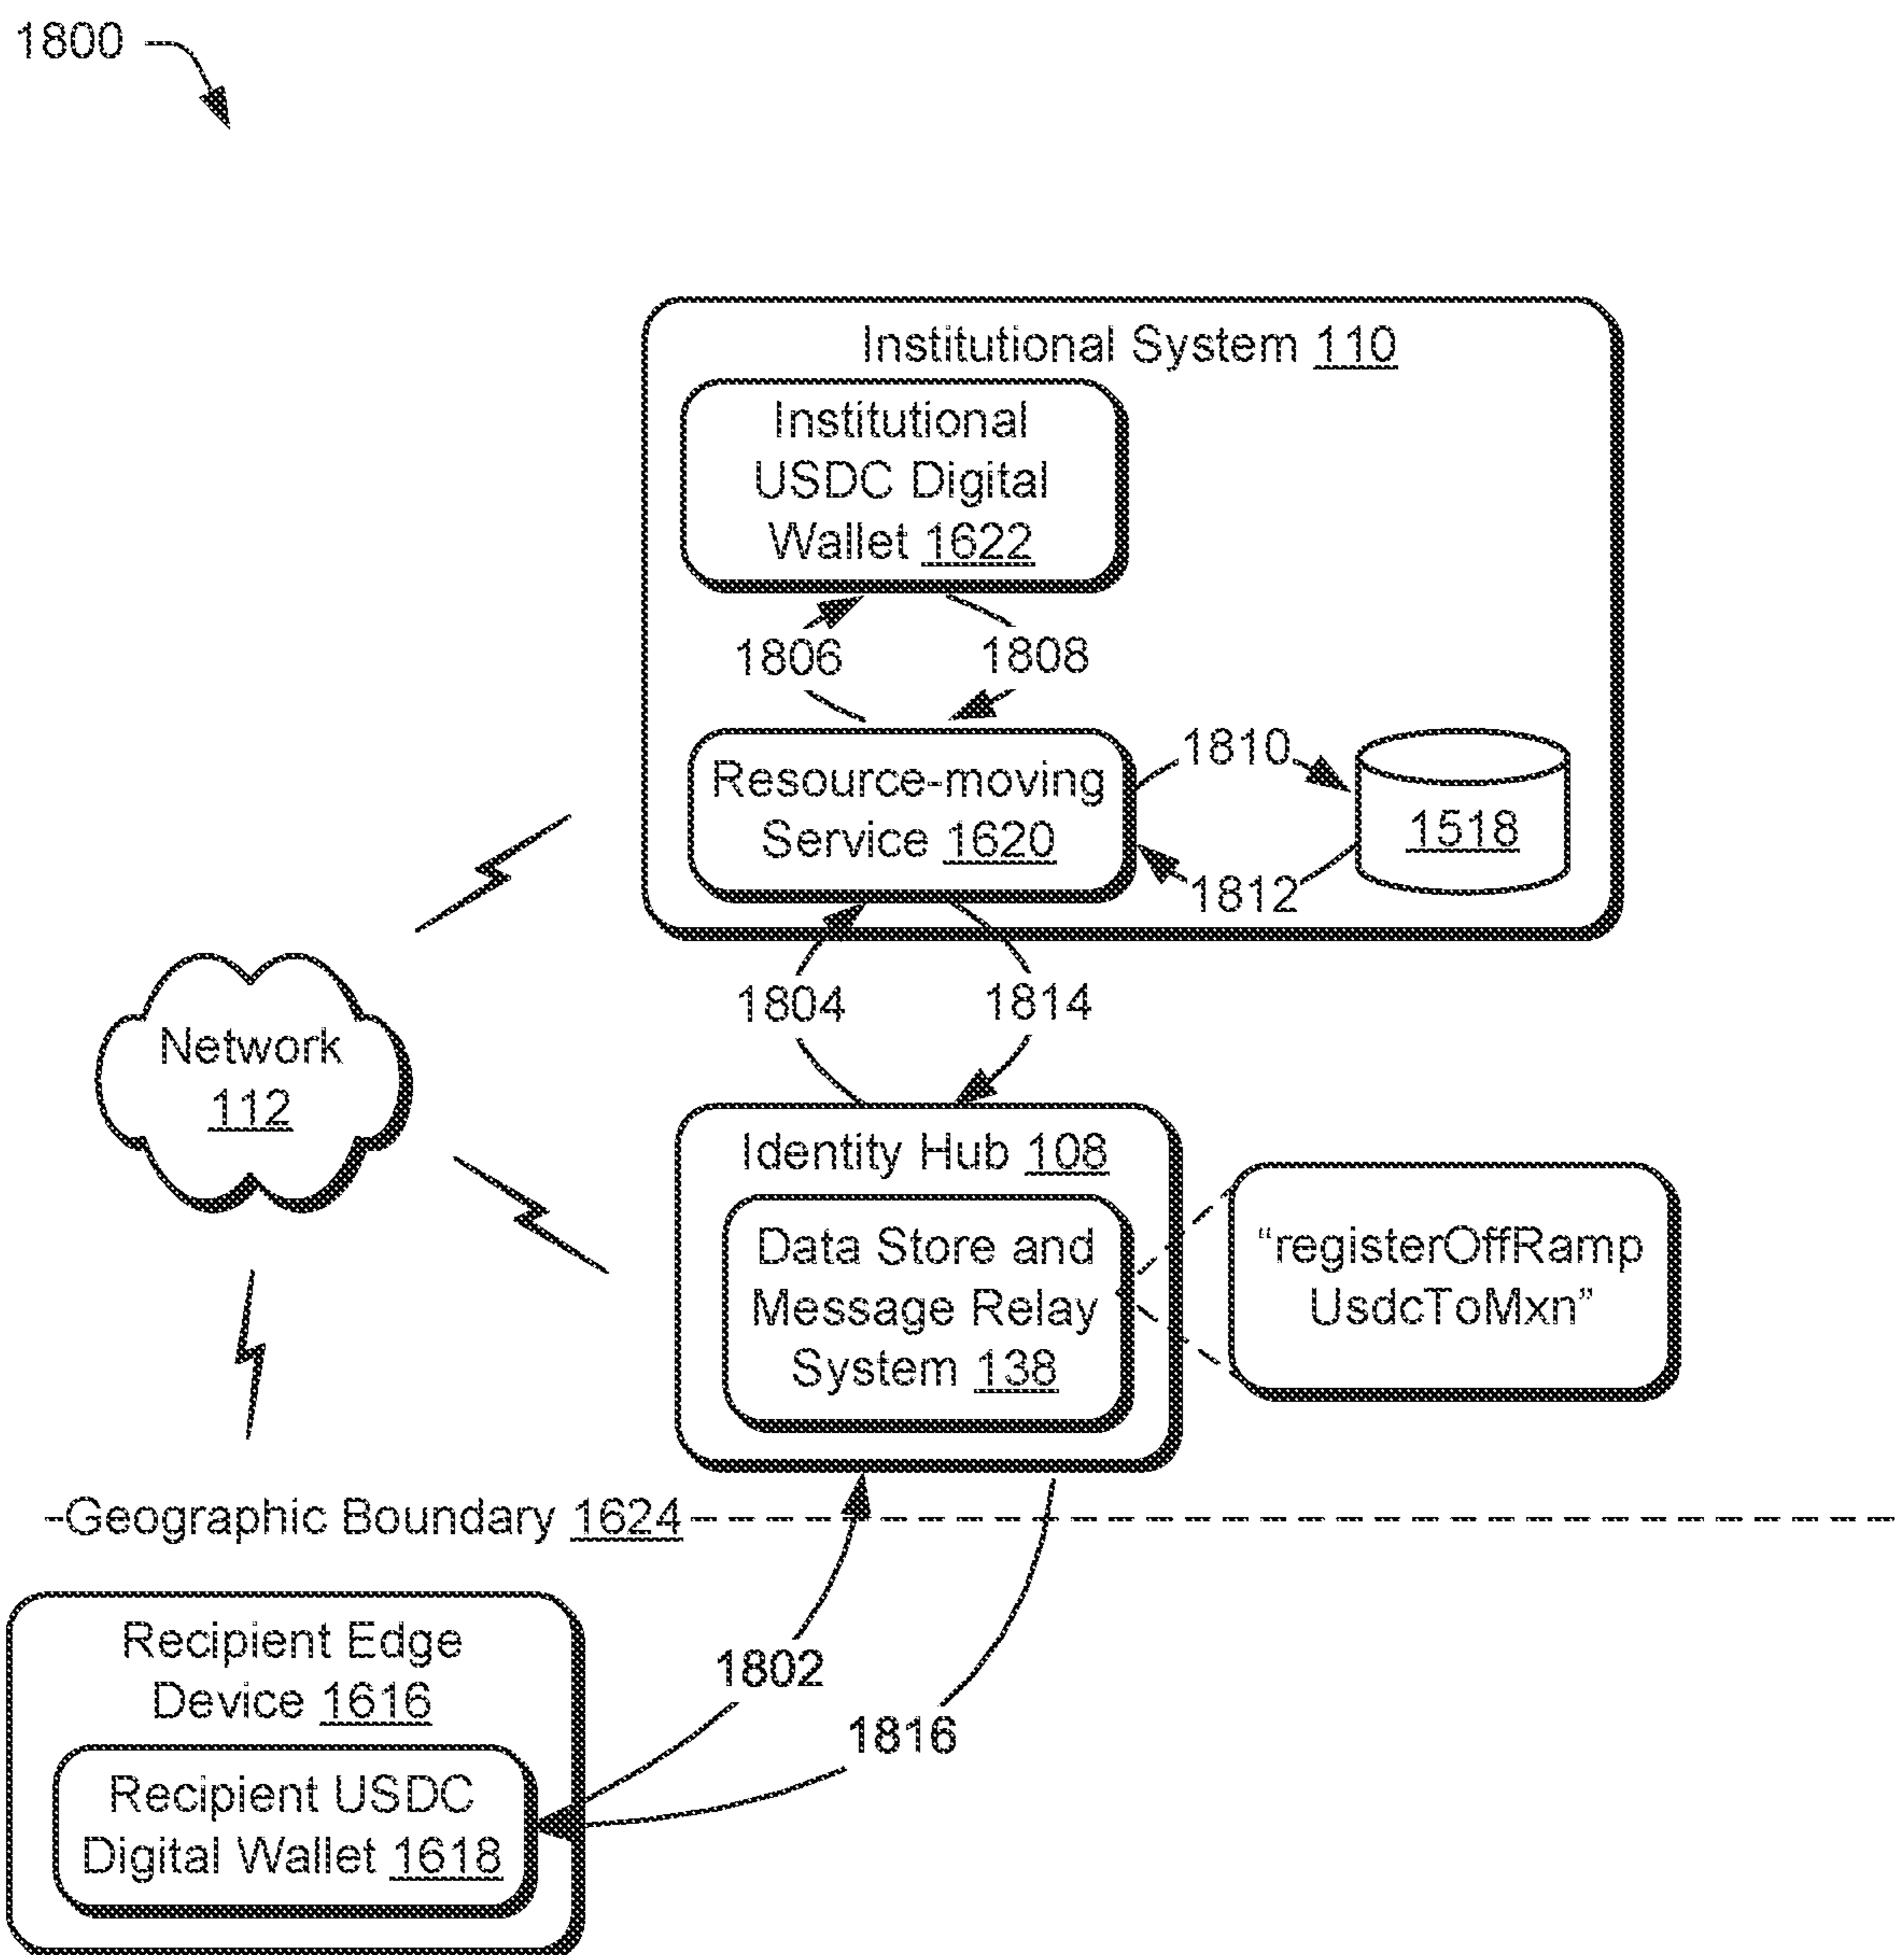 1800
Institutional System 110
Institutional
USDC Digital
Wallet 1622
1806
1808
Resource-moving
Service 1620
1810
1518
1812
1804
1814
Network
112
Identity Hub 108
Data Store and
Message Relay
System 138
“registerOffRamp
UsdcToMxn”
Geographic Boundary 1624
Recipient Edge
Device 1616
Recipient USDC
Digital Wallet 1618
1802
1816